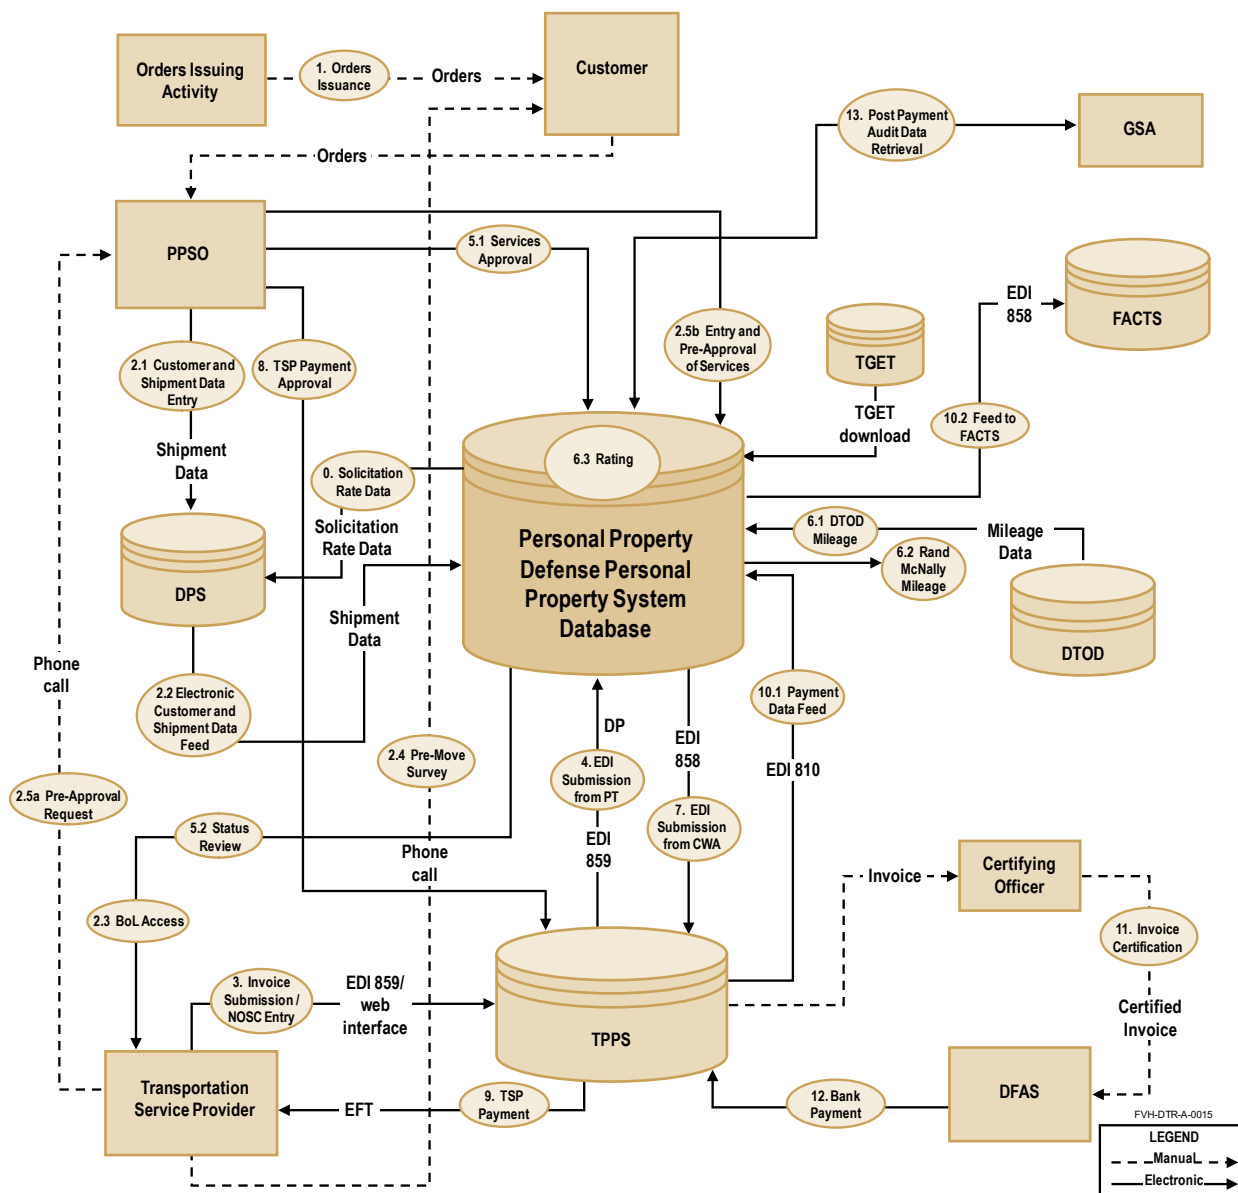 Orders Issuing
Activity
1. Orders
Issuance
Orders
Customer
13. Post Payment
Audit Data
Retrieval
GSA
Orders
PPSO
5.1 Services
Approval
EDI
858
FACTS
2.1 Customer and
Shipment Data
Entry
8. TSP Payment
Approval
2.5b Entry and
Pre-Approval
of Services
TGET
TGET
download
10.2 Feed to
FACTS
Shipment
Data
0. Solicitation
Rate Data
6.3 Rating
Solicitation
Rate Data
DPS
Personal Property
Defense Personal
Property System
Database
6.1 DTOD
Mileage
Mileage
Data
6.2 Rand
McNally
Mileage
DTOD
Shipment
Data
Phone
call
2.2 Electronic
Customer and
Shipment Data
Feed
10.1 Payment
Data Feed
DP
EDI
858
2.4 Pre-Move
Survey
4. EDI
Submission
from PT
EDI 810
2.5a Pre-Approval
Request
5.2 Status
Review
7. EDI
Submission
from CWA
EDI
859
Phone
call
Invoice
Certifying
Officer
2.3 BoL Access
11. Invoice
Certification
3. Invoice
Submission /
NOSC Entry
EDI 859/
web
interface
TPPS
Certified
Invoice
Transportation
Service Provider
EFT
9. TSP
Payment
12. Bank
Payment
DFAS
FVH-DTR-A-0015
LEGEND
Manual
Electronic